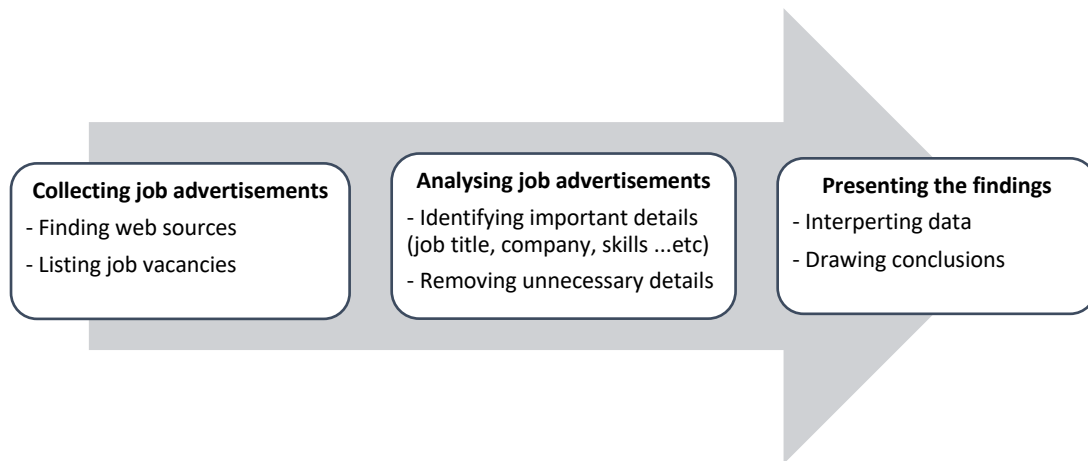 Collecting job advertisements
- Finding web sources
- Listing job vacancies
Analysing job advertisements
- Identifying important details
(job title, company, skills ...etc)
- Removing unnecessary details
Presenting the findings
- Interperting data
- Drawing conclusions